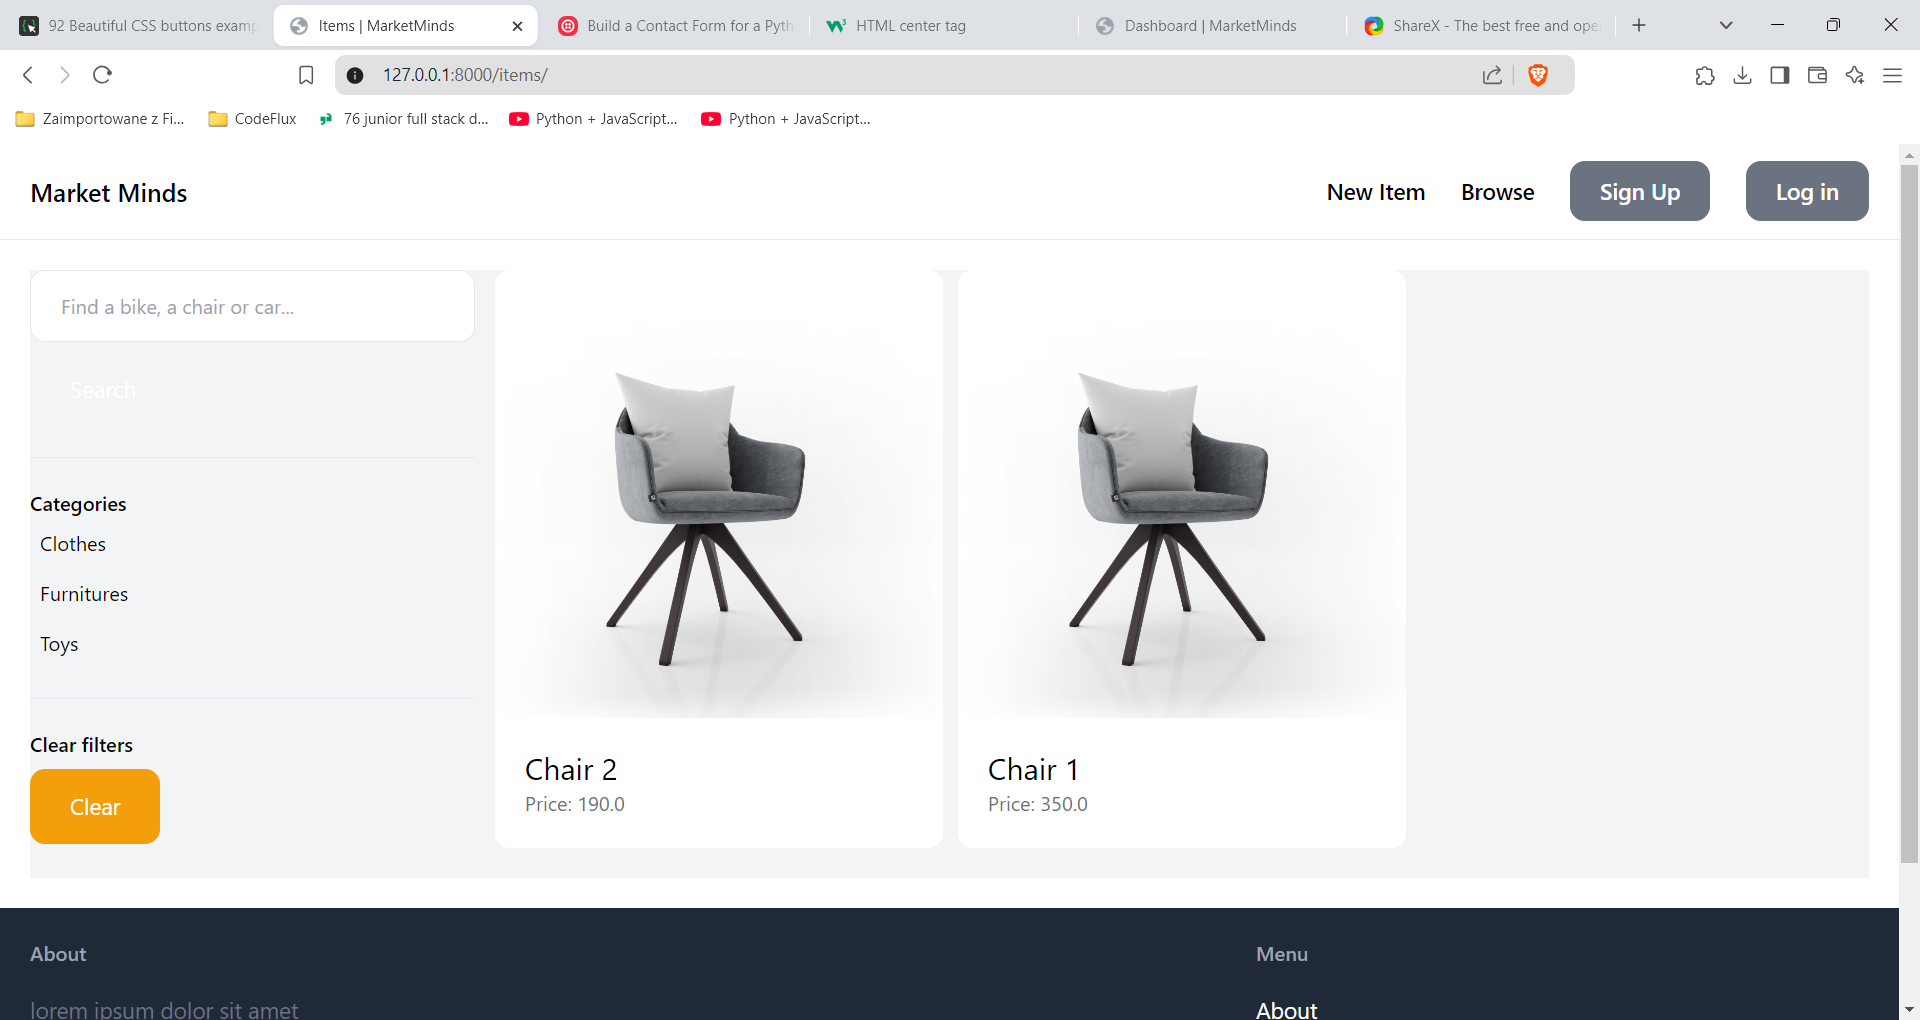 92 Beautiful CSS buttons examp
Items | MarketMinds
Build a Contact Form for a Pyth
HTML center tag
Dashboard | MarketMinds
ShareX - The best free and ope
127.0.0.1:8000/items/
Zaimportowane z Fi...
CodeFlux
76 junior full stack d...
Python + JavaScript...
Python + JavaScript...
Market Minds
New Item
Browse
Sign Up
Log in
Find a bike, a chair or car...
Search
Categories
Clothes
Furnitures
Toys
Clear filters
Clear
Chair 2
Price: 190.0
Chair 1
Price: 350.0
About
Menu
lorem ipsum dolor sit amet
About